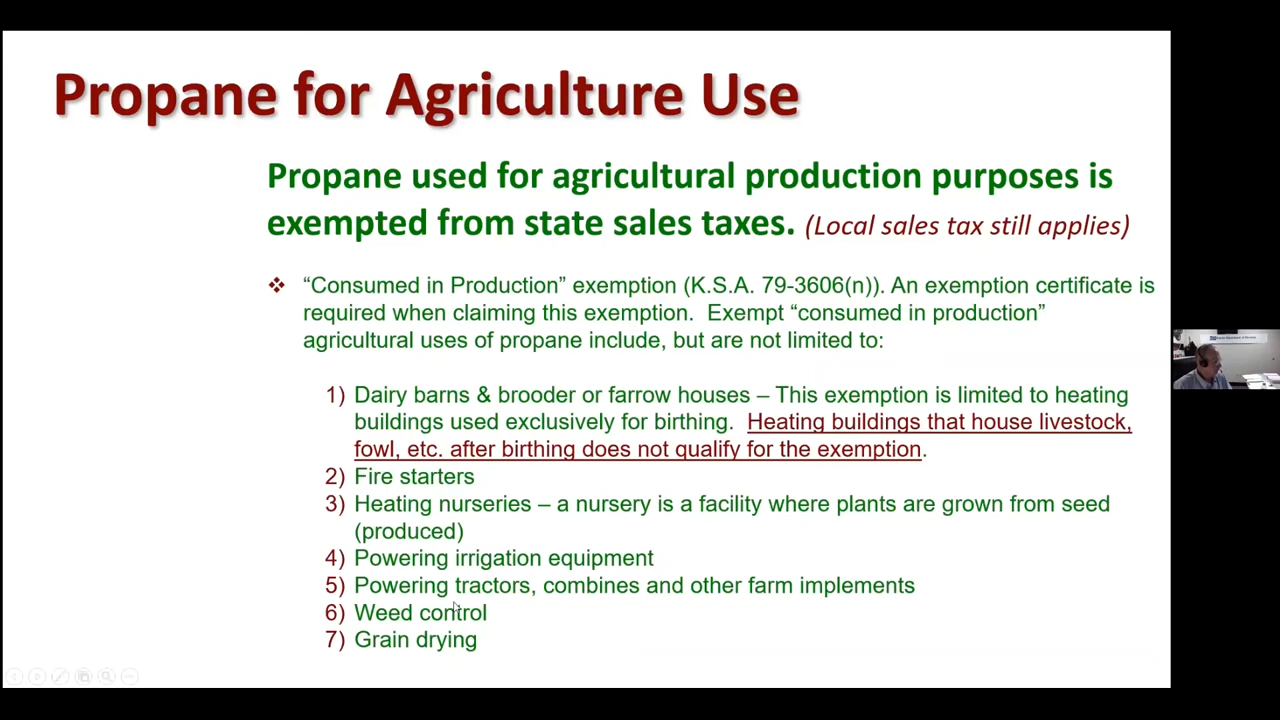 Propane for Agriculture Use
Propane used for agricultural production purposes is
exempted from state sales taxes. (Local sales tax still applies)
❖ “Consumed in Production” exemption (K.S.A. 79-3606(n)). An exemption certificate is
required when claiming this exemption.  Exempt “consumed in production”
agricultural uses of propane include, but are not limited to:
1) Dairy barns & brooder or farrow houses – This exemption is limited to heating
buildings used exclusively for birthing.  Heating buildings that house livestock,
fowl, etc. after birthing does not qualify for the exemption.
2) Fire starters
3) Heating nurseries – a nursery is a facility where plants are grown from seed
(produced)
4) Powering irrigation equipment
5) Powering tractors, combines and other farm implements
6) Weed control
7) Grain drying